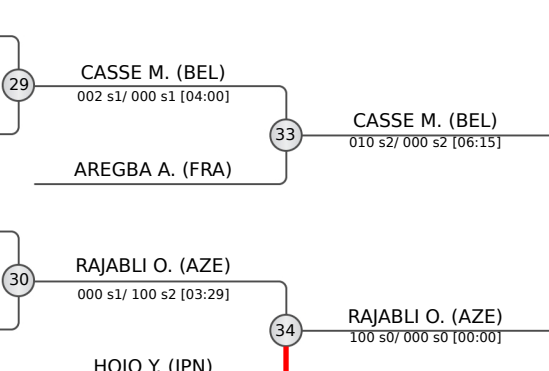 CASSE M. (BEL)
29
002 s1/ 000 s1 [04:00]
CASSE M. (BEL)
33
010 s2/ 000 s2 [06:15]
AREGBA A. (FRA)
RAJABLI O. (AZE)
30
000 s1/ 100 s2 [03:29]
RAJABLI O. (AZE)
34
100 s0/ 000 s0 [00:00]
HOJO Y. (JPN)